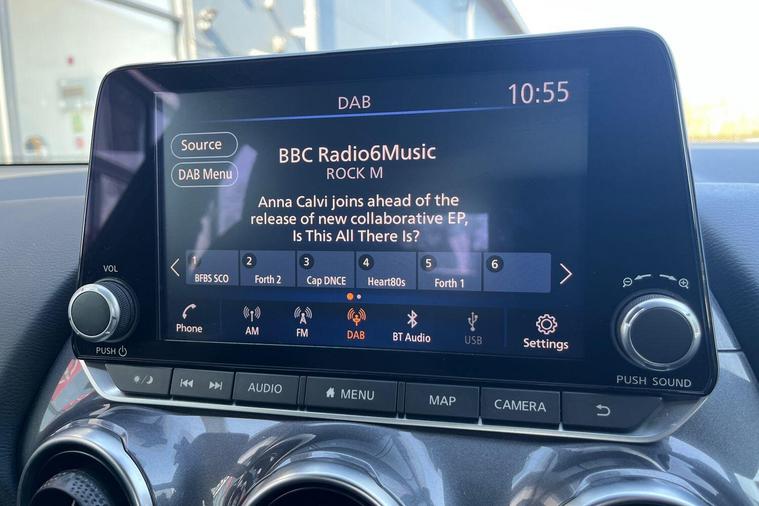 DAB
10:55
Source
DAB Menu
BBC Radio6Music
ROCK M
Anna Calvi joins ahead of the
release of new collaborative EP,
Is This All There Is?
1 BFBS SCO
2 Forth 2
3 Cap DNCE
4 Heart80s
5 Forth 1
6
Phone
AM
FM
DAB
BT Audio
USB
Settings
VOL
PUSH
PUSH SOUND
AUDIO
MENU
MAP
CAMERA